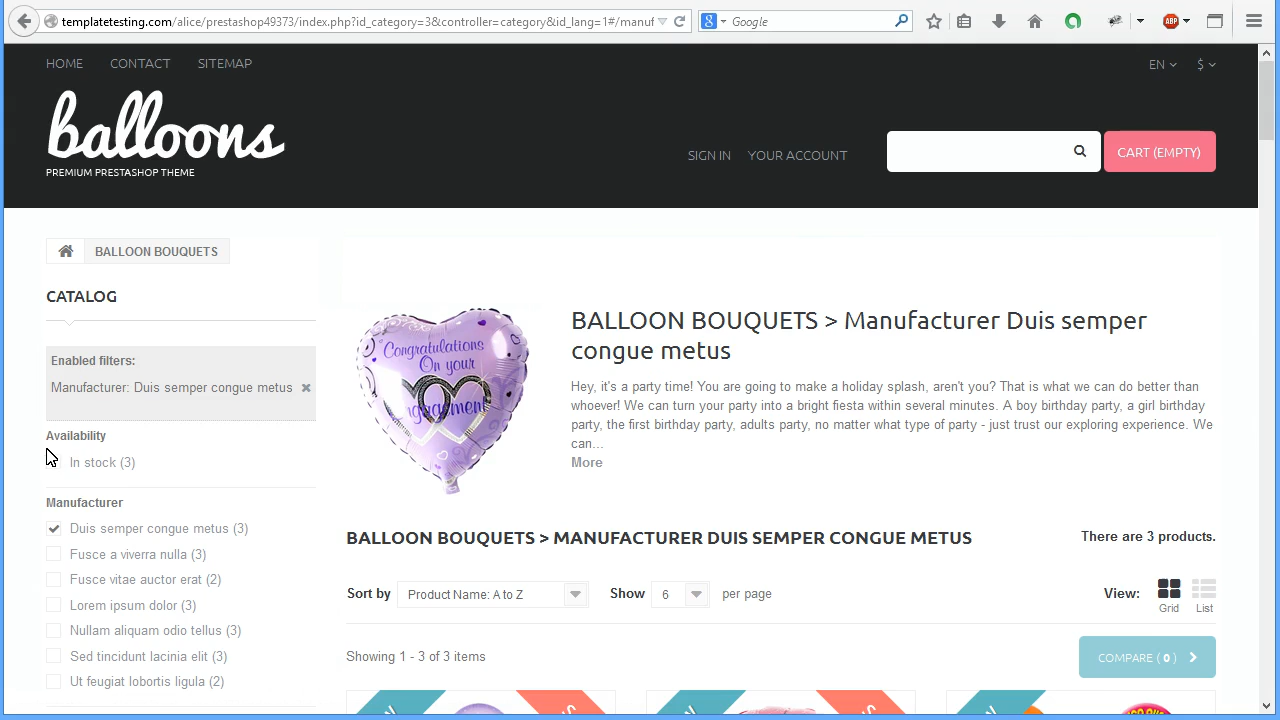 templatetesting.com/alice/prestashop49373/index.php?id_category=3&controller=category&id_lang=1#/manuf
Google
HOME CONTACT SITEMAP
EN $
balloons
PREMIUM PRESTASHOP THEME
SIGN IN YOUR ACCOUNT
CART (EMPTY)
BALLOON BOUQUETS
CATALOG
Enabled filters:
Manufacturer: Duis semper congue metus
Availability
In stock (3)
Manufacturer
Duis semper congue metus (3)
Fusce a viverra nulla (3)
Fusce vitae auctor erat (2)
Lorem ipsum dolor (3)
Nullam aliquam odio tellus (3)
Sed tincidunt lacinia elit (3)
Ut feugiat lobortis ligula (2)
Congratulations
On your
Engagement
BALLOON BOUQUETS > Manufacturer Duis semper
congue metus
Hey, it's a party time! You are going to make a holiday splash, aren't you? That is what we can do better than
whoever! We can turn your party into a bright fiesta within several minutes. A boy birthday party, a girl birthday
party, the first birthday party, adults party, no matter what type of party - just trust our exploring experience. We
can...
More
BALLOON BOUQUETS > MANUFACTURER DUIS SEMPER CONGUE METUS
There are 3 products.
Sort by Product Name: A to Z Show 6 per page
View: Grid List
Showing 1 - 3 of 3 items
COMPARE (0)